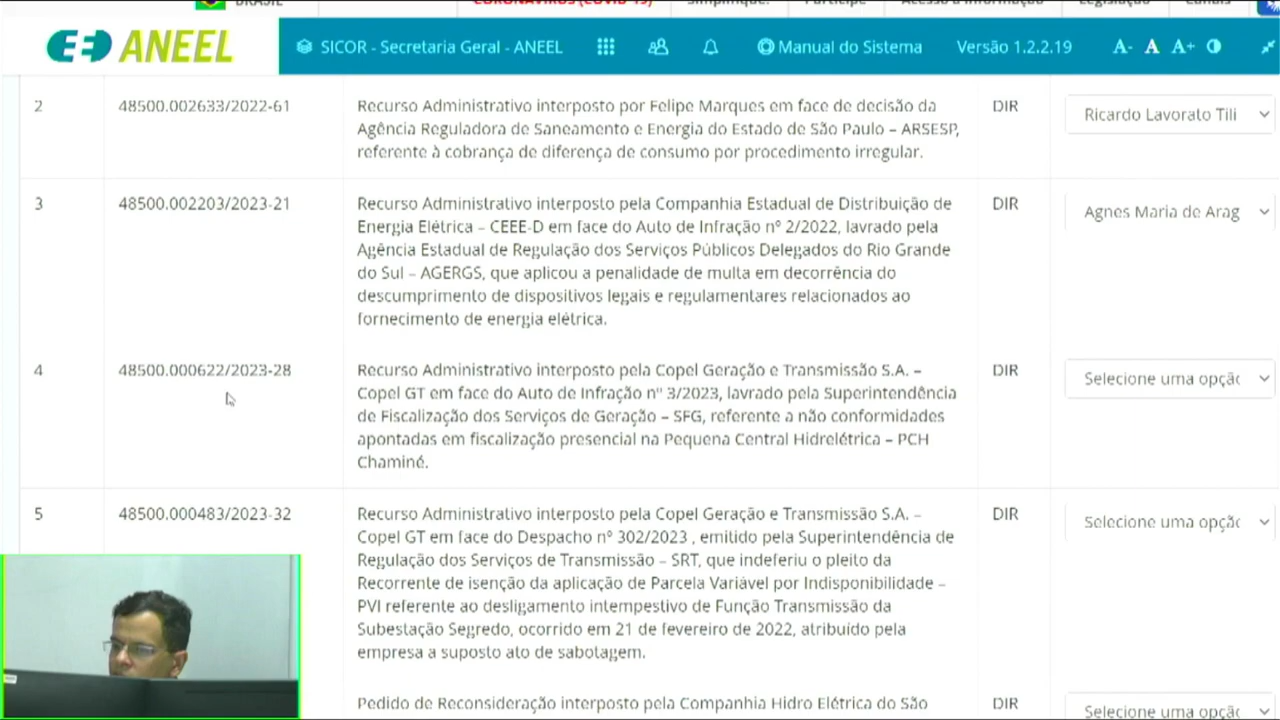 BRASIL
CORONAVÍRUS (COVID-19)
Simplifique!
Participe
Acesso à informação
Legislação
Canais
ANEEL
SICOR - Secretaria Geral - ANEEL
Manual do Sistema
Versão 1.2.2.19
A- A A+
2
48500.002633/2022-61
Recurso Administrativo interposto por Felipe Marques em face de decisão da
Agência Reguladora de Saneamento e Energia do Estado de São Paulo – ARSESP,
referente à cobrança de diferença de consumo por procedimento irregular.
DIR
Ricardo Lavorato Tili
3
48500.002203/2023-21
Recurso Administrativo interposto pela Companhia Estadual de Distribuição de
Energia Elétrica – CEEE-D em face do Auto de Infração nº 2/2022, lavrado pela
Agência Estadual de Regulação dos Serviços Públicos Delegados do Rio Grande
do Sul – AGERGS, que aplicou a penalidade de multa em decorrência do
descumprimento de dispositivos legais e regulamentares relacionados ao
fornecimento de energia elétrica.
DIR
Agnes Maria de Arag
4
48500.000622/2023-28
Recurso Administrativo interposto pela Copel Geração e Transmissão S.A. –
Copel GT em face do Auto de Infração nº 3/2023, lavrado pela Superintendência
de Fiscalização dos Serviços de Geração – SFG, referente a não conformidades
apontadas em fiscalização presencial na Pequena Central Hidrelétrica – PCH
Chaminé.
DIR
Selecione uma opçã
5
48500.000483/2023-32
Recurso Administrativo interposto pela Copel Geração e Transmissão S.A. –
Copel GT em face do Despacho nº 302/2023 , emitido pela Superintendência de
Regulação dos Serviços de Transmissão – SRT, que indeferiu o pleito da
Recorrente de isenção da aplicação de Parcela Variável por Indisponibilidade –
PVI referente ao desligamento intempestivo de Função Transmissão da
Subestação Segredo, ocorrido em 21 de fevereiro de 2022, atribuído pela
empresa a suposto ato de sabotagem.
DIR
Selecione uma opçã
Pedido de Reconsideração interposto pela Companhia Hidro Elétrica do São
DIR
Selecione uma opçã